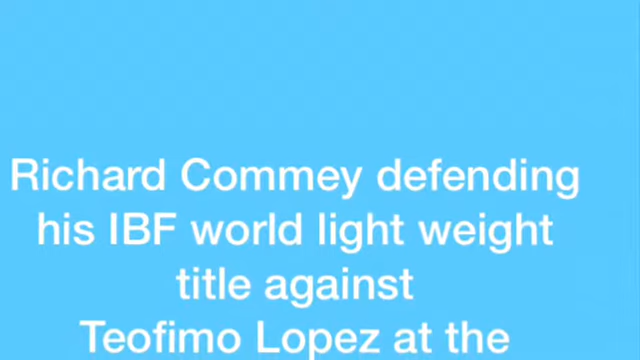 Richard Commey defending
his IBF world light weight
title against
Teofimo Lopez at the